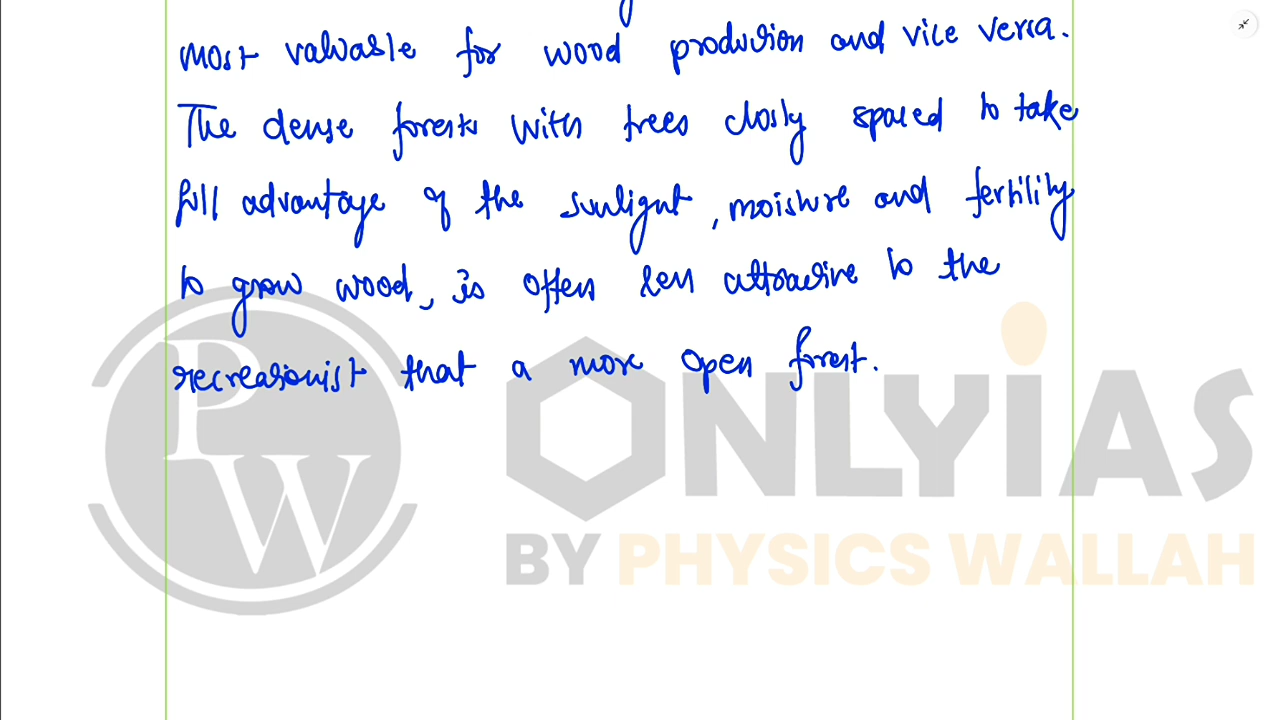 most valuable for wood production and vice versa.
The dense forests with trees closly spaced to take
full advantage of the sunlight, moisture and fertility
to grow wood, is often less attractive to the
recreationist that a more open forest.
PW
ONLYIAS
BY PHYSICS WALLAH